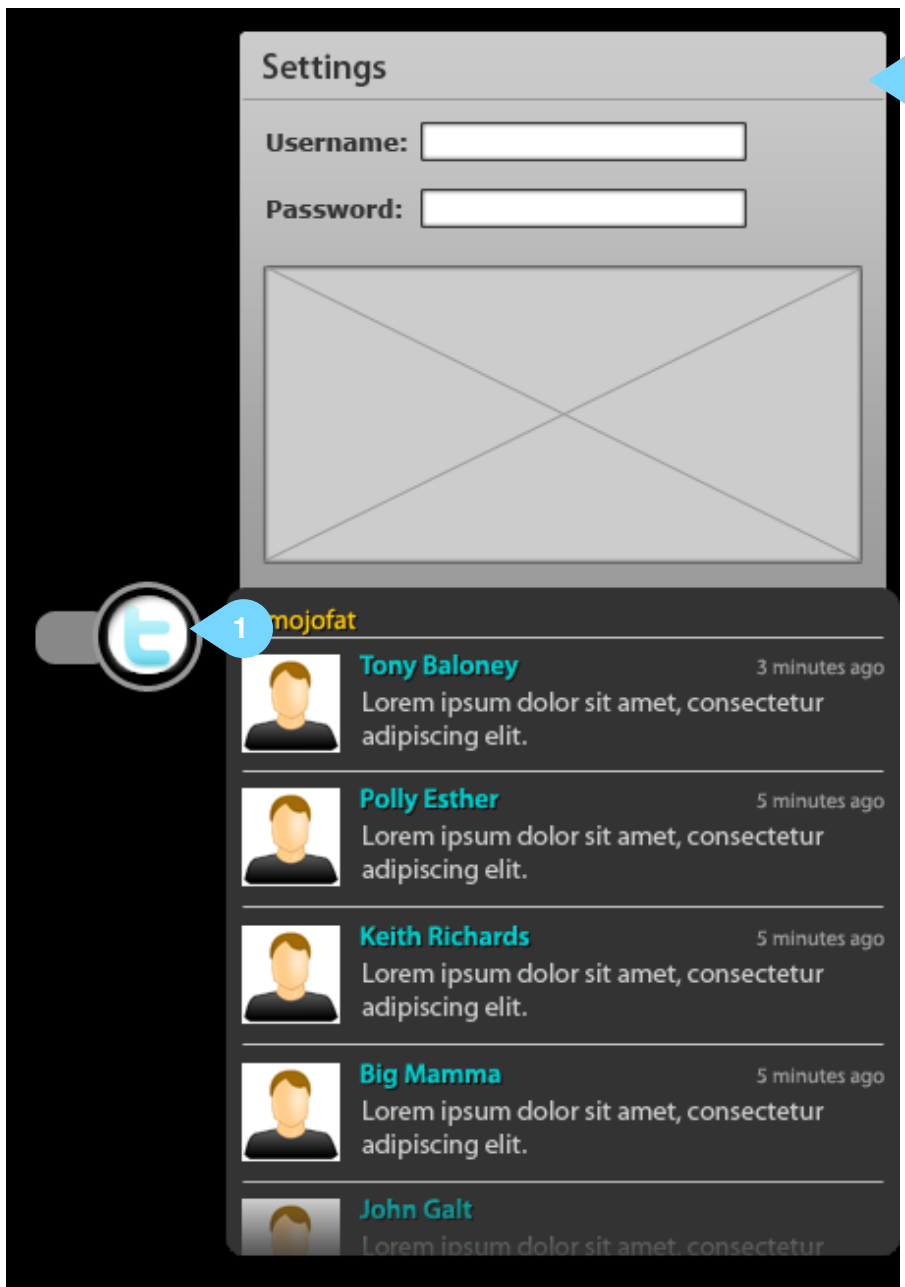 Settings
Username:
Password:
1
mojofat
Tony Baloney 3 minutes ago
Lorem ipsum dolor sit amet, consectetur
adipiscing elit.
Polly Esther 5 minutes ago
Lorem ipsum dolor sit amet, consectetur
adipiscing elit.
Keith Richards 5 minutes ago
Lorem ipsum dolor sit amet, consectetur
adipiscing elit.
Big Mamma 5 minutes ago
Lorem ipsum dolor sit amet, consectetur
adipiscing elit.
John Galt
Lorem ipsum dolor sit amet, consectetur